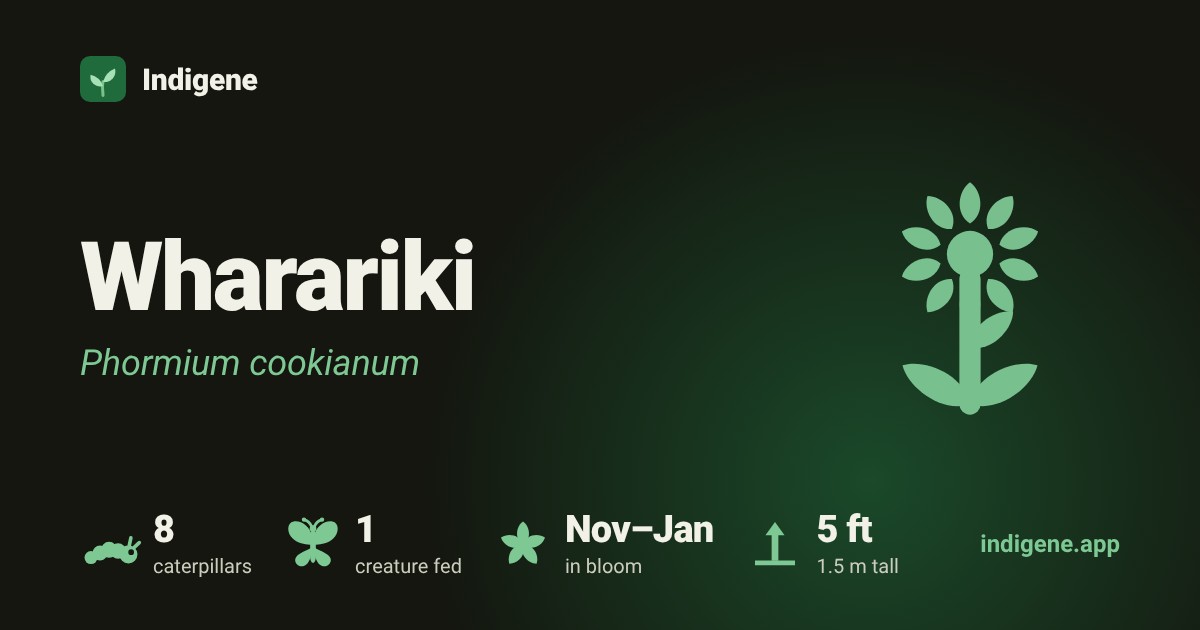 Indigene
Wharariki
Phormium cookianum
8
caterpillars
1
creature fed
Nov–Jan
in bloom
5 ft
1.5 m tall
indigene.app